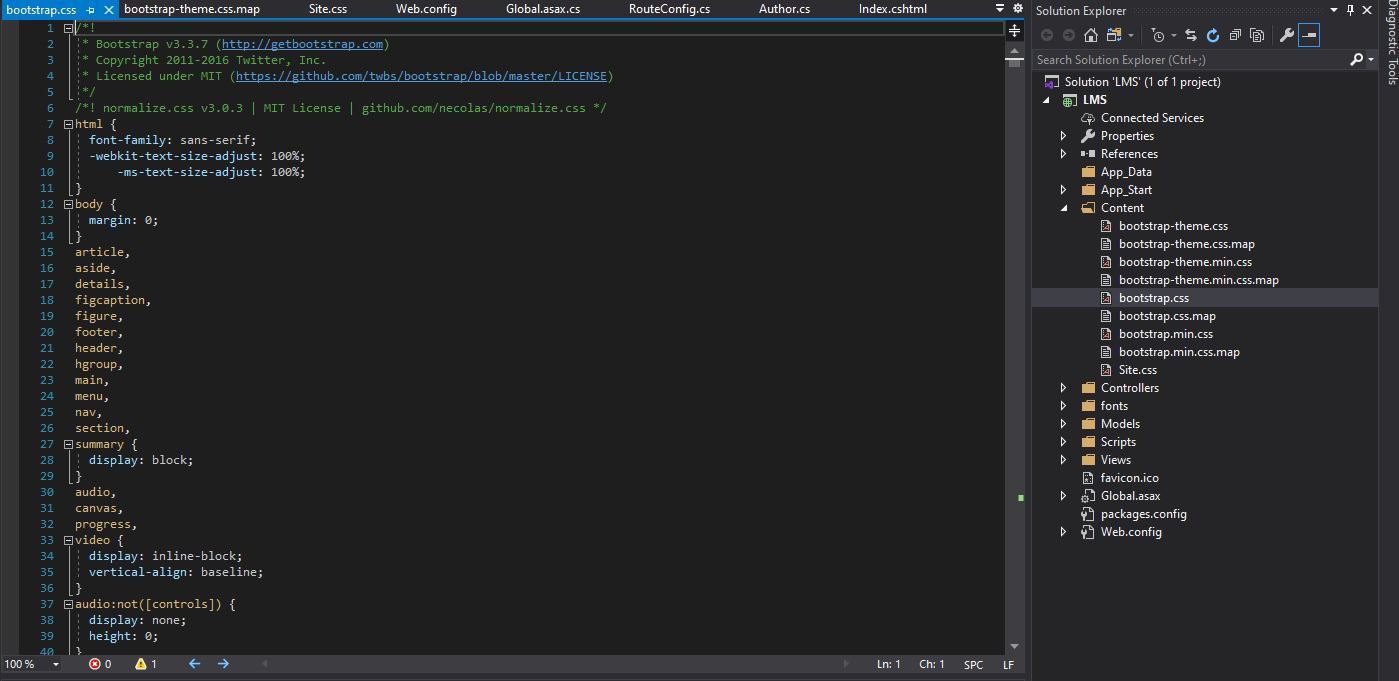 bootstrap.css bootstrap-theme.css.map Site.css Web.config Global.asax.cs RouteConfig.cs Author.cs Index.cshtml
1 /*!
2 * Bootstrap v3.3.7 (http://getbootstrap.com)
3 * Copyright 2011-2016 Twitter, Inc.
4 * Licensed under MIT (https://github.com/twbs/bootstrap/blob/master/LICENSE)
5 */
6 /*! normalize.css v3.0.3 | MIT License | github.com/necolas/normalize.css */
7 html {
8 font-family: sans-serif;
9 -webkit-text-size-adjust: 100%;
10 -ms-text-size-adjust: 100%;
11 }
12 body {
13 margin: 0;
14 }
15 article,
16 aside,
17 details,
18 figcaption,
19 figure,
20 footer,
21 header,
22 hgroup,
23 main,
24 menu,
25 nav,
26 section,
27 summary {
28 display: block;
29 }
30 audio,
31 canvas,
32 progress,
33 video {
34 display: inline-block;
35 vertical-align: baseline;
36 }
37 audio:not([controls]) {
38 display: none;
39 height: 0;
40 }
100 % 0 1 Ln: 1 Ch: 1 SPC LF
Solution Explorer
Search Solution Explorer (Ctrl+;)
Solution 'LMS' (1 of 1 project)
LMS
Connected Services
Properties
References
App_Data
App_Start
Content
bootstrap-theme.css
bootstrap-theme.css.map
bootstrap-theme.min.css
bootstrap-theme.min.css.map
bootstrap.css
bootstrap.css.map
bootstrap.min.css
bootstrap.min.css.map
Site.css
Controllers
fonts
Models
Scripts
Views
favicon.ico
Global.asax
packages.config
Web.config
Diagnostic Tools